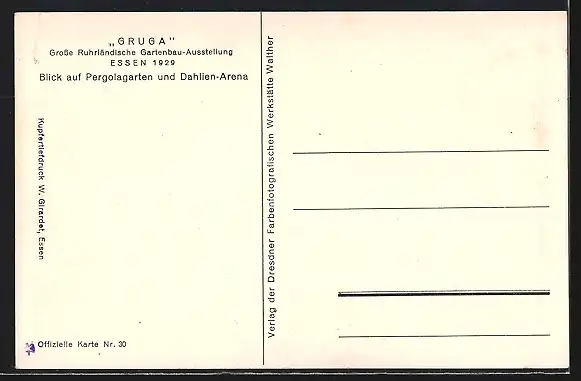 „GRUGA"
Große Ruhrländische Gartenbau-Ausstellung
ESSEN 1929
Blick auf Pergolagarten und Dahlien-Arena
Kupfertiefdruck W. Girardet, Essen
Offizielle Karte Nr. 30
Verlag der Dresdner Farbenfotografischen Werkstätte Walther